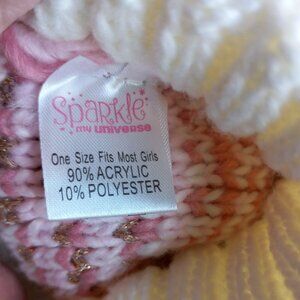 Sparkle
my UNIVERSE
One Size Fits Most Girls
90% ACRYLIC
10% POLYESTER